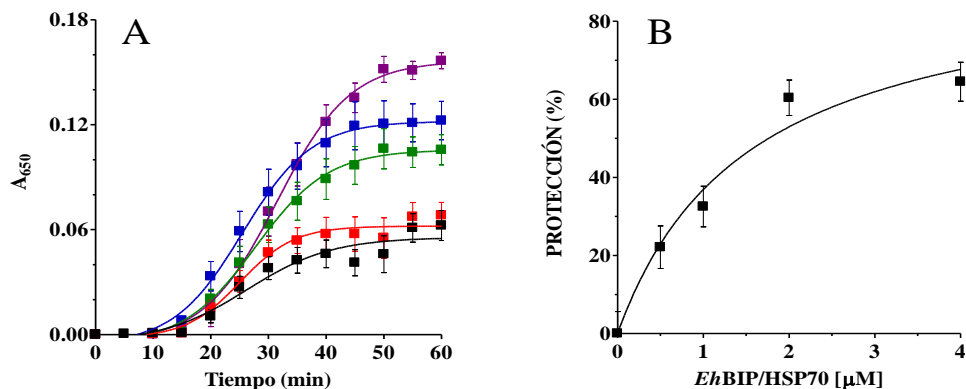 A
0.18
0.12
0.06
0.00
A650
0 10 20 30 40 50 60
Tiempo (min)
B
80
60
40
20
0
PROTECCIÓN (%)
0 1 2 3 4
EhBIP/HSP70 [µM]